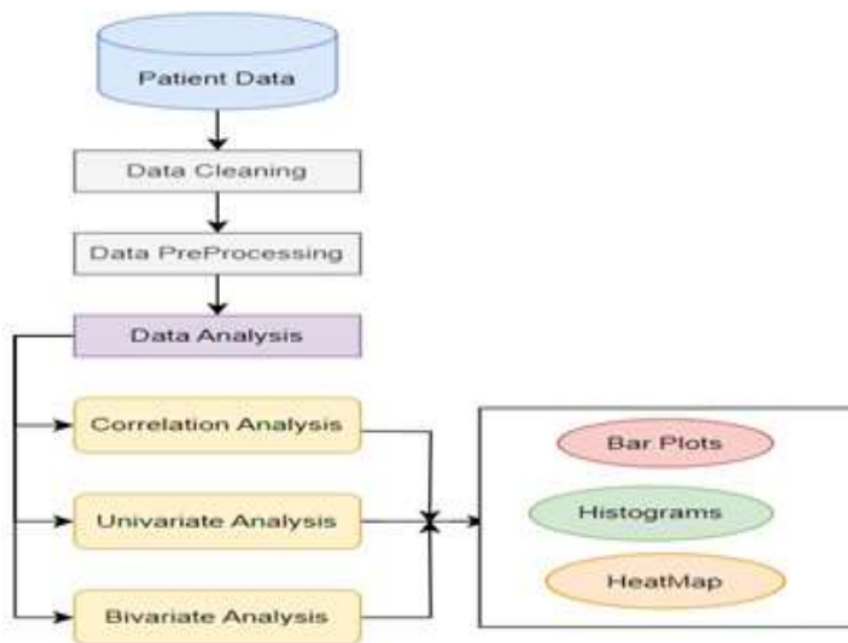 Patient Data
Data Cleaning
Data PreProcessing
Data Analysis
Correlation Analysis
Univariate Analysis
Bivariate Analysis
Bar Plots
Histograms
HeatMap